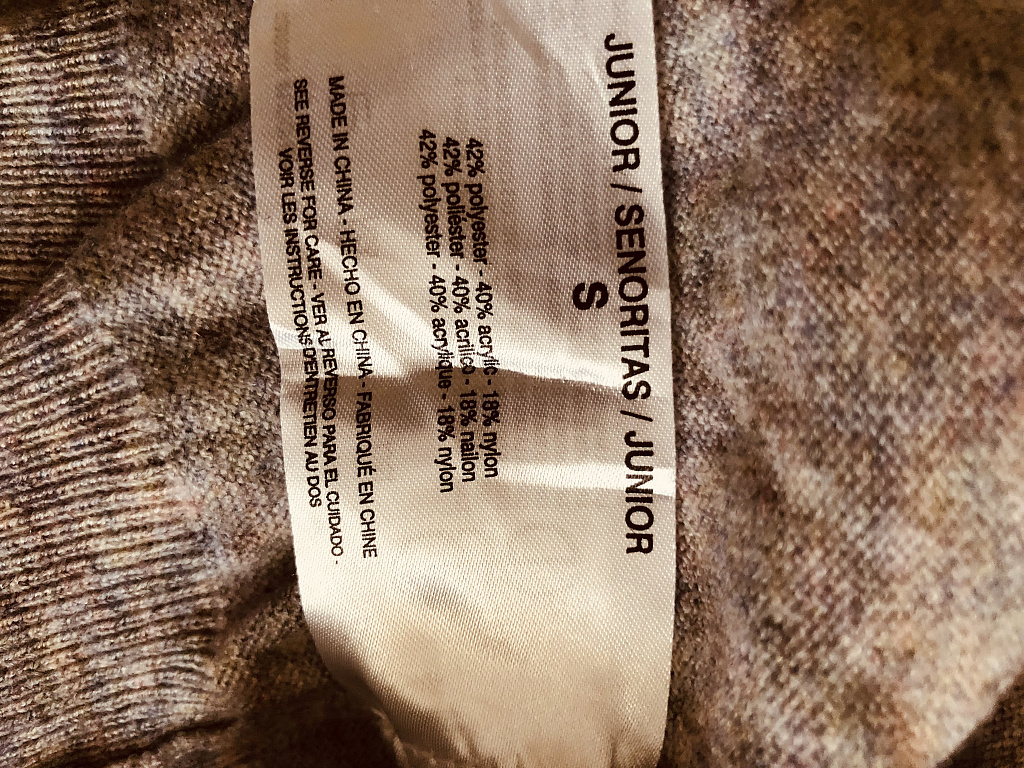 JUNIOR / SENORITAS / JUNIOR
S
42% polyester - 40% acrylic - 18% nylon
42% poliéster - 40% acrílico - 18% nailon
42% polyester - 40% acrylique - 18% nylon
MADE IN CHINA - HECHO EN CHINA - FABRIQUÉ EN CHINE
SEE REVERSE FOR CARE - VER AL REVERSO PARA EL CUIDADO -
VOIR LES INSTRUCTIONS D'ENTRETIEN AU DOS